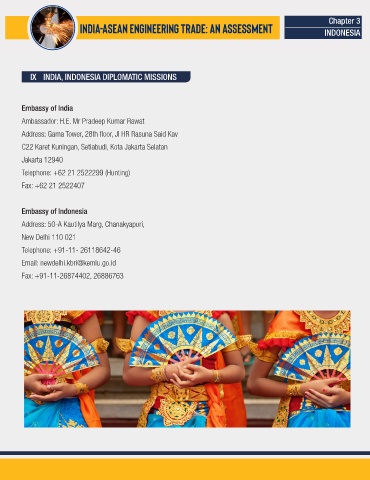 INDIA-ASEAN ENGINEERING TRADE: AN ASSESSMENT
Chapter 3
INDONESIA
IX INDIA, INDONESIA DIPLOMATIC MISSIONS
Embassy of India
Ambassador: H.E. Mr Pradeep Kumar Rawat
Address: Gama Tower, 28th floor, Jl HR Rasuna Said Kav
C22 Karet Kuningan, Setiabudi, Kota Jakarta Selatan
Jakarta 12940
Telephone: +62 21 2522299 (Hunting)
Fax: +62 21 2522407
Embassy of Indonesia
Address: 50-A Kautilya Marg, Chanakyapuri,
New Delhi 110 021
Telephone: +91-11- 26118642-46
Email: newdelhi.kbri@kemlu.go.id
Fax: +91-11-26874402, 26886763